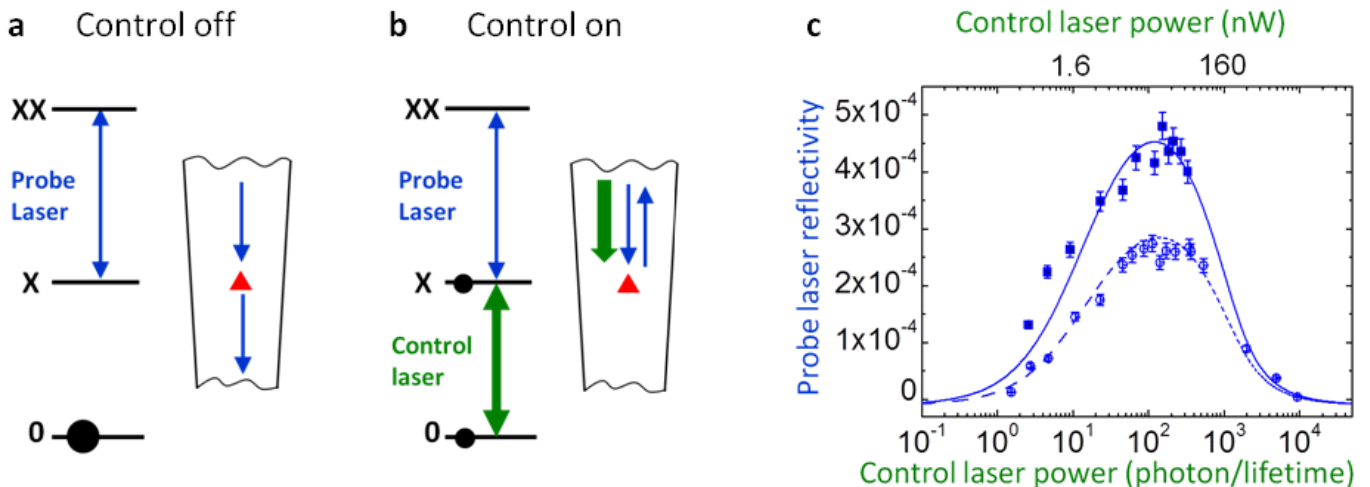 a Control off
XX
Probe
Laser
X
0
b Control on
XX
Probe
Laser
X
Control
laser
0
c
Control laser power (nW)
1.6 160
Probe laser reflectivity
5x10⁻⁴
4x10⁻⁴
3x10⁻⁴
2x10⁻⁴
1x10⁻⁴
0
10⁻¹ 10⁰ 10¹ 10² 10³ 10⁴
Control laser power (photon/lifetime)